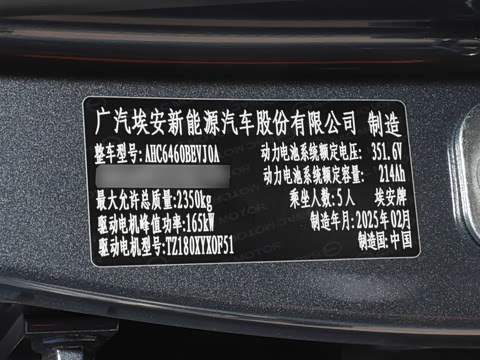 广汽埃安新能源汽车股份有限公司 制造
整车型号:AHC6460BEVJ0A 动力电池系统额定电压: 351.6V
动力电池系统额定容量: 214Ah
最大允许总质量:2350kg 乘坐人数:5人 埃安牌
驱动电机峰值功率:165kW 制造年月:2025年02月
驱动电机型号:TZ180XYX0F51 制造国:中国